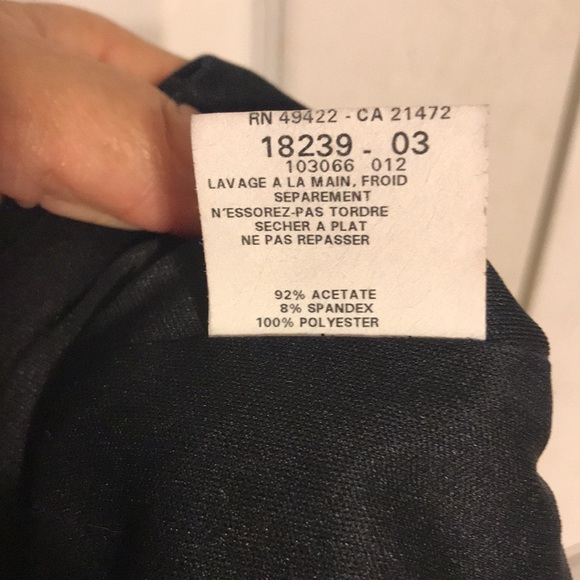 RN 49422 - CA 21472
18239 - 03
103066 012
LAVAGE A LA MAIN, FROID
SEPAREMENT
N'ESSOREZ-PAS TORDRE
SECHER A PLAT
NE PAS REPASSER
92% ACETATE
8% SPANDEX
100% POLYESTER